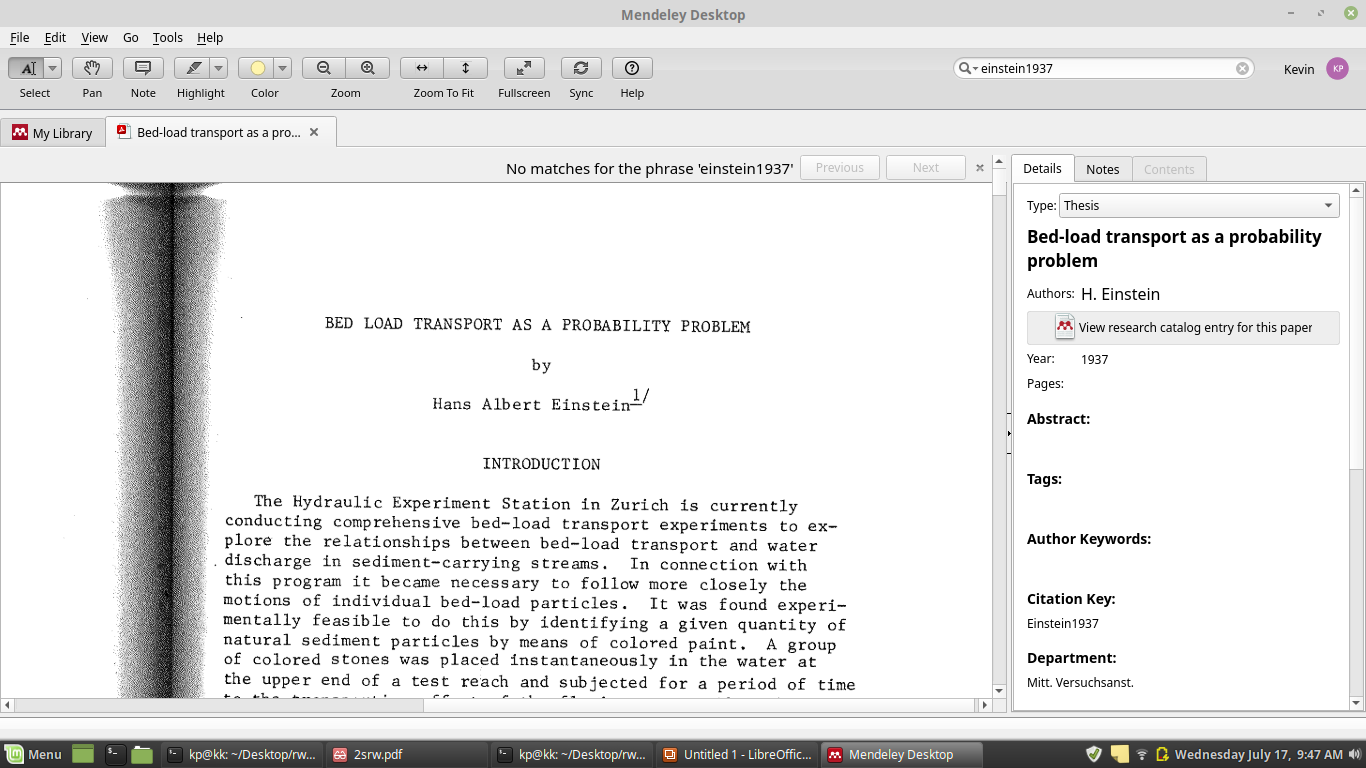 Mendeley Desktop
File Edit View Go Tools Help
Select Pan Note Highlight Color Zoom Zoom To Fit Fullscreen Sync Help
einstein1937
Kevin KP
My Library
Bed-load transport as a pro...
No matches for the phrase 'einstein1937' Previous Next
BED LOAD TRANSPORT AS A PROBABILITY PROBLEM
by
Hans Albert Einstein1/
INTRODUCTION
The Hydraulic Experiment Station in Zurich is currently
conducting comprehensive bed-load transport experiments to ex-
plore the relationships between bed-load transport and water
discharge in sediment-carrying streams. In connection with
this program it became necessary to follow more closely the
motions of individual bed-load particles. It was found experi-
mentally feasible to do this by identifying a given quantity of
natural sediment particles by means of colored paint. A group
of colored stones was placed instantaneously in the water at
the upper end of a test reach and subjected for a period of time
Details Notes Contents
Type: Thesis
Bed-load transport as a probability
problem
Authors: H. Einstein
View research catalog entry for this paper
Year: 1937
Pages:
Abstract:
Tags:
Author Keywords:
Citation Key:
Einstein1937
Department:
Mitt. Versuchsanst.
Menu
kp@kk: ~/Desktop/rw...
2srw.pdf
kp@kk: ~/Desktop/rw...
Untitled 1 - LibreOffic...
Mendeley Desktop
Wednesday July 17, 9:47 AM